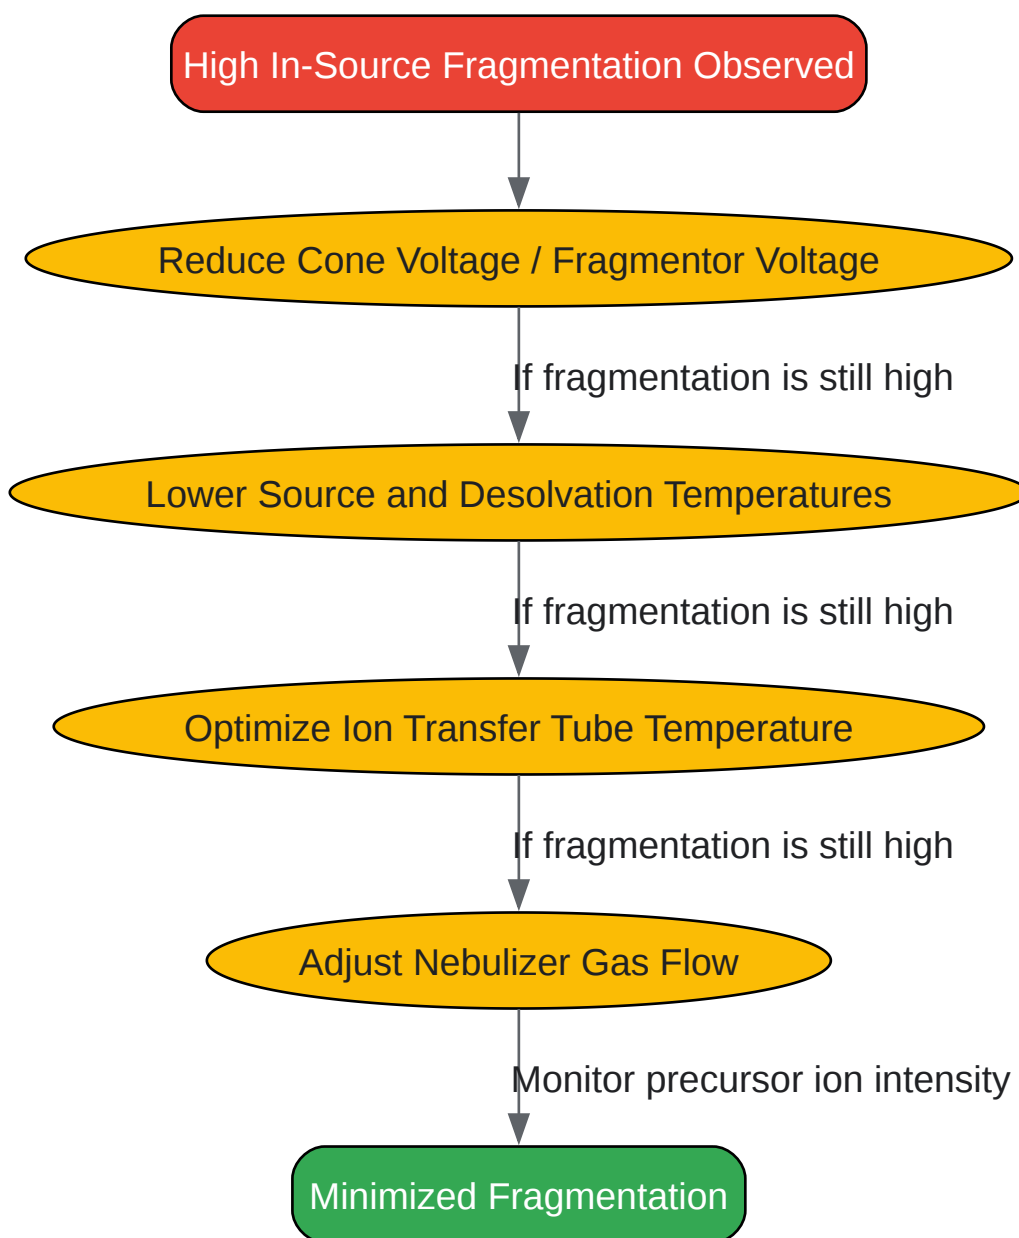 High In-Source Fragmentation Observed
Reduce Cone Voltage / Fragmentor Voltage
If fragmentation is still high
Lower Source and Desolvation Temperatures
If fragmentation is still high
Optimize Ion Transfer Tube Temperature
If fragmentation is still high
Adjust Nebulizer Gas Flow
Monitor precursor ion intensity
Minimized Fragmentation